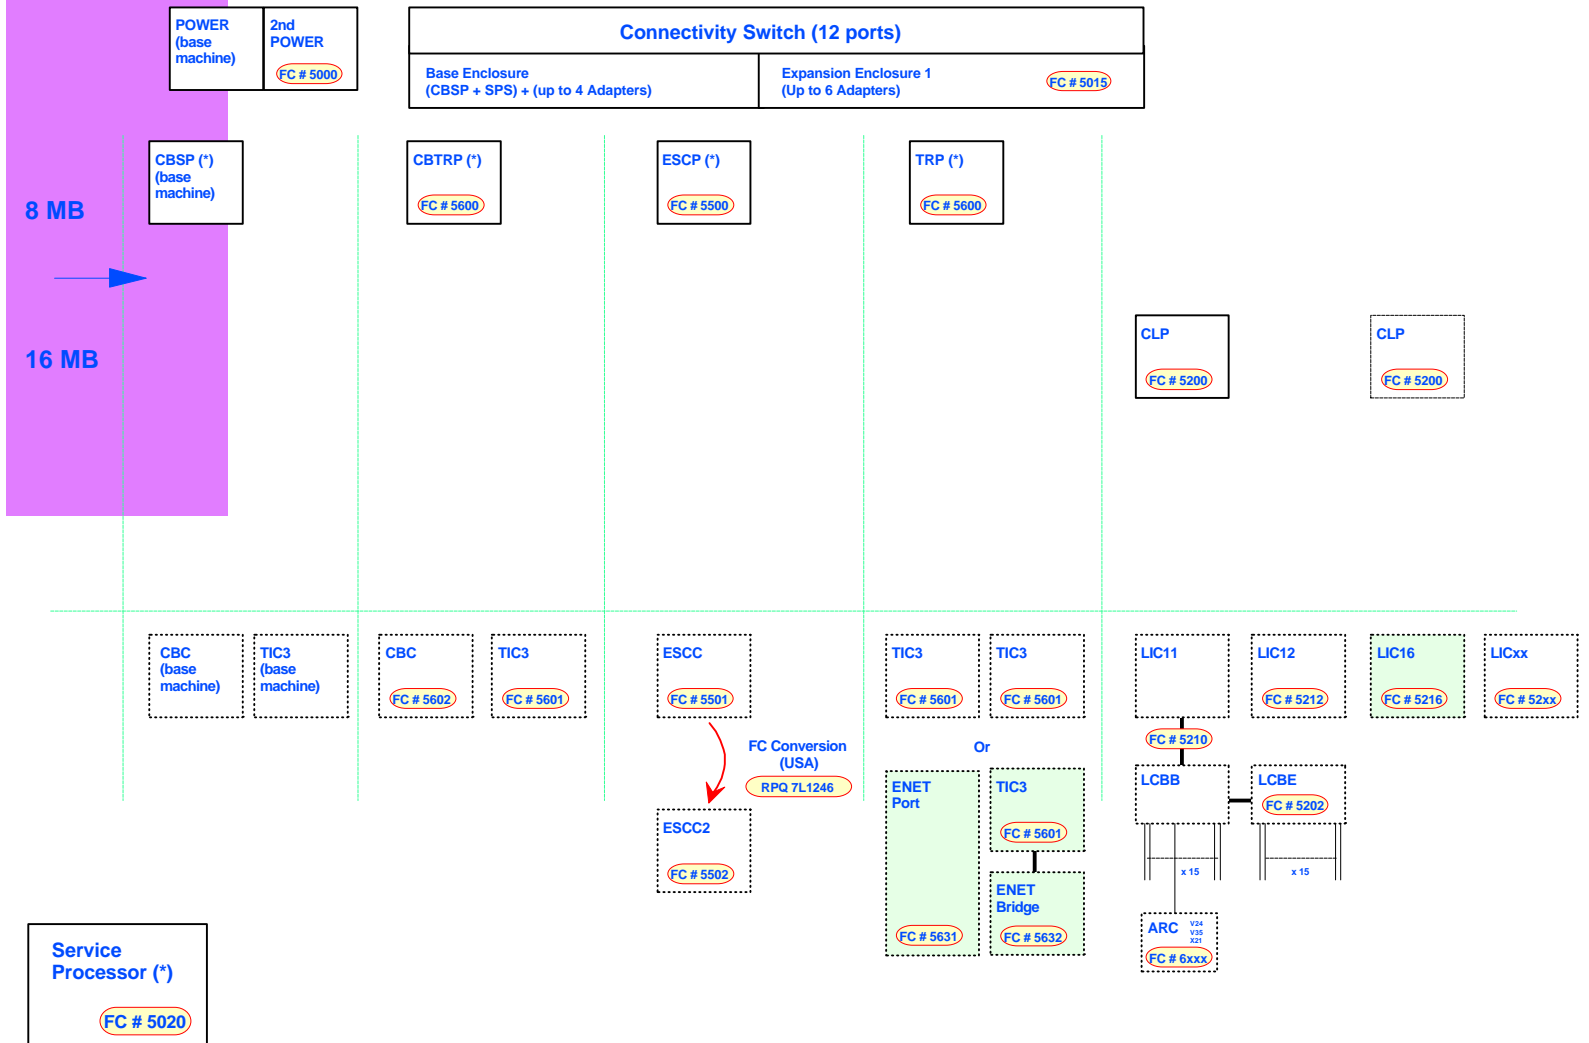 POWER
(base
machine)
2nd
POWER
FC # 5000
Connectivity Switch (12 ports)
Base Enclosure
(CBSP + SPS) + (up to 4 Adapters)
Expansion Enclosure 1
(Up to 6 Adapters)
FC # 5015
CBSP (*)
(base
machine)
CBTRP (*)
FC # 5600
ESCP (*)
FC # 5500
TRP (*)
FC # 5600
8 MB
16 MB
CLP
FC # 5200
CLP
FC # 5200
CBC
(base
machine)
TIC3
(base
machine)
CBC
FC # 5602
TIC3
FC # 5601
ESCC
FC # 5501
TIC3
FC # 5601
TIC3
FC # 5601
LIC11
LIC12
FC # 5212
LIC16
FC # 5216
LICxx
FC # 52xx
FC # 5210
FC Conversion
(USA)
RPQ 7L1246
Or
ESCC2
FC # 5502
ENET
Port
FC # 5631
TIC3
FC # 5601
ENET
Bridge
FC # 5632
LCBB
LCBE
FC # 5202
x 15
x 15
ARC
V24
V35
X21
FC # 6xxx
Service
Processor (*)
FC # 5020